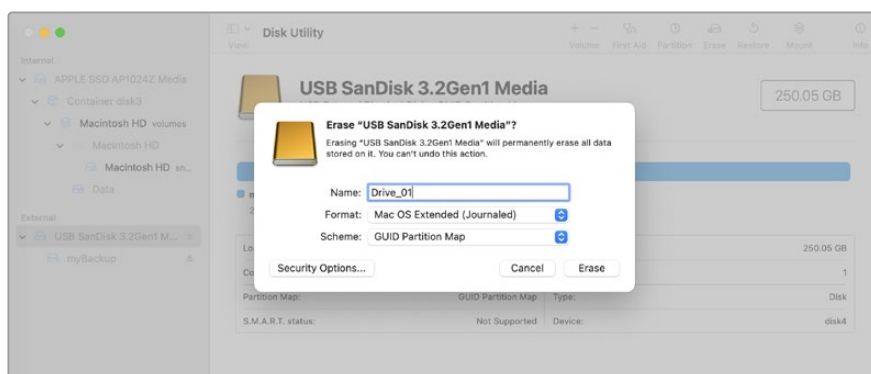 Disk Utility
View
Volume First Aid Partition Erase Restore Mount
Internal
APPLE SSD AP1024Z Media
Container disk3
Macintosh HD volumes
Macintosh HD
Macintosh HD sn...
Data
External
USB SanDisk 3.2Gen1 M...
myBackup
USB SanDisk 3.2Gen1 Media
250.05 GB
Erase “USB SanDisk 3.2Gen1 Media”?
Erasing “USB SanDisk 3.2Gen1 Media” will permanently erase all data
stored on it. You can't undo this action.
Name: Drive_01
Format: Mac OS Extended (Journaled)
Scheme: GUID Partition Map
Security Options... Cancel Erase
250.05 GB
1
Partition Map: GUID Partition Map Type: Disk
S.M.A.R.T. status: Not Supported Device: disk4